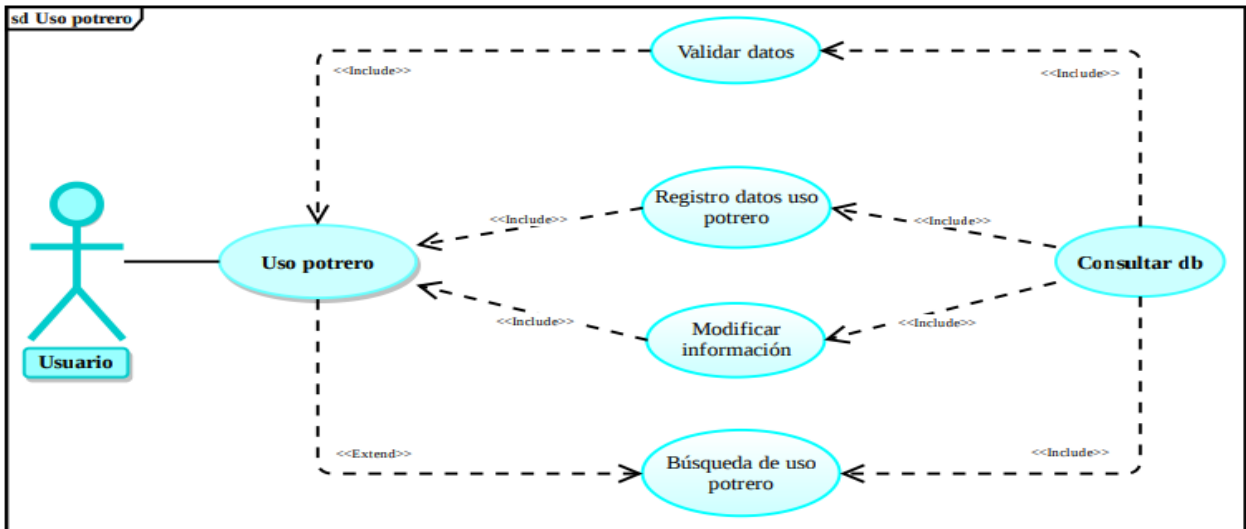 sd Uso potrero
Validar datos
<<Include>>
<<Include>>
Registro datos uso
potrero
<<Include>>
<<Include>>
Uso potrero
Consultar db
<<Include>>
<<Include>>
Modificar
información
Usuario
<<Extend>>
<<Include>>
Búsqueda de uso
potrero